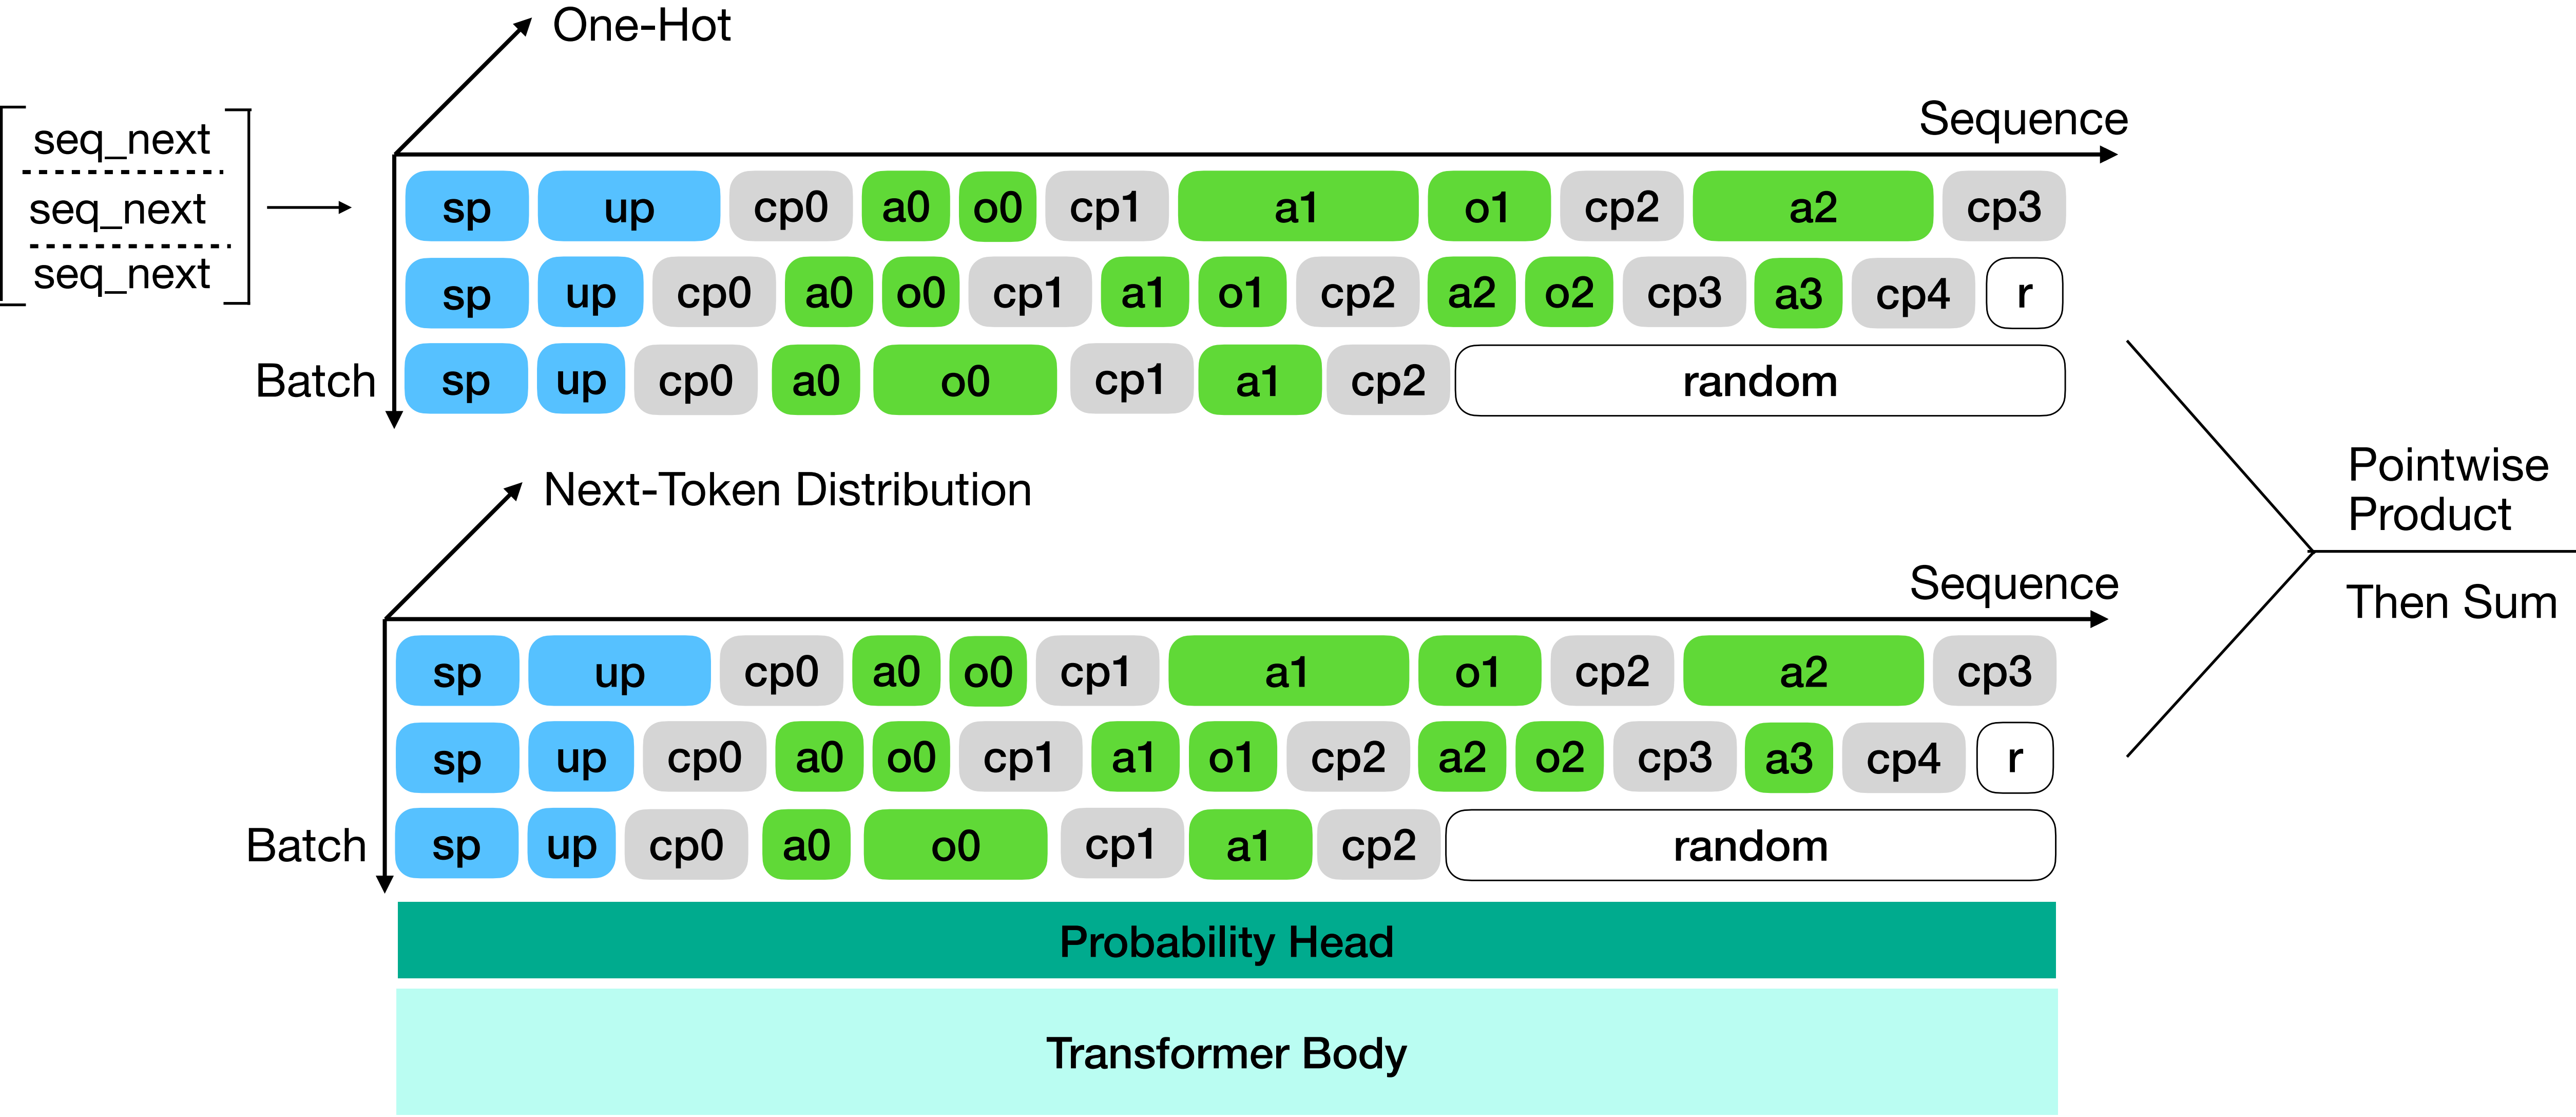 One-Hot
seq_next
seq_next
seq_next
Sequence
sp up cp0 a0 o0 cp1 a1 o1 cp2 a2 cp3
sp up cp0 a0 o0 cp1 a1 o1 cp2 a2 o2 cp3 a3 cp4 r
Batch
sp up cp0 a0 o0 cp1 a1 cp2 random
Next-Token Distribution
Pointwise
Product
Then Sum
Sequence
sp up cp0 a0 o0 cp1 a1 o1 cp2 a2 cp3
sp up cp0 a0 o0 cp1 a1 o1 cp2 a2 o2 cp3 a3 cp4 r
Batch
sp up cp0 a0 o0 cp1 a1 cp2 random
Probability Head
Transformer Body